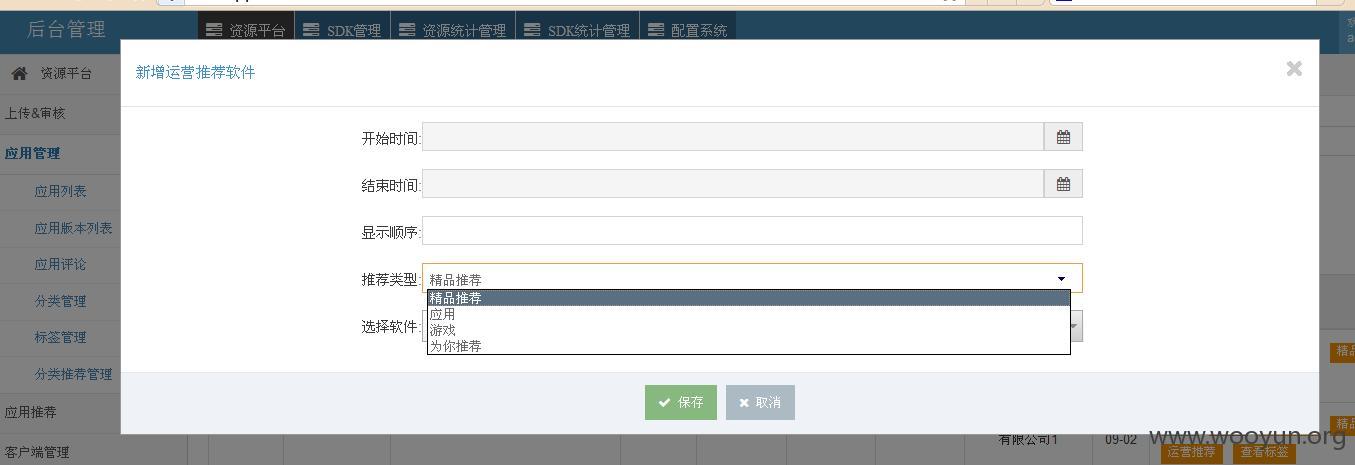 后台管理
资源平台
SDK管理
资源统计管理
SDK统计管理
配置系统
资源平台
上传&审核
应用管理
应用列表
应用版本列表
应用评论
分类管理
标签管理
分类推荐管理
应用推荐
客户端管理
新增运营推荐软件
开始时间:
结束时间:
显示顺序:
推荐类型:
精品推荐
精品推荐
应用
游戏
为你推荐
选择软件:
保存
取消
精品
精品
有限公司1
09-02
运营推荐
查看标签
www.wooyun.org